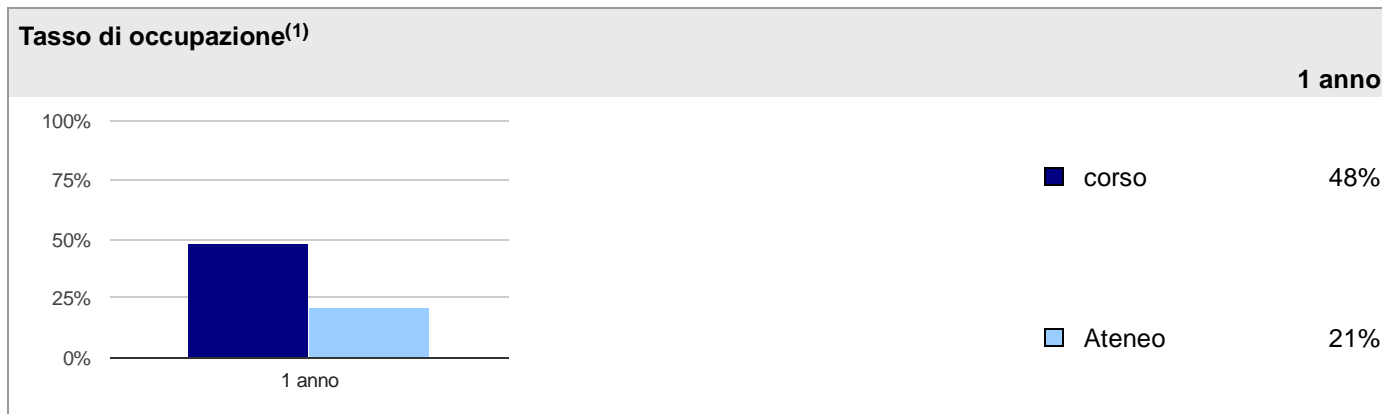 Tasso di occupazione(1)
1 anno
100%
75%
50%
25%
0%
1 anno
corso 48%
Ateneo 21%